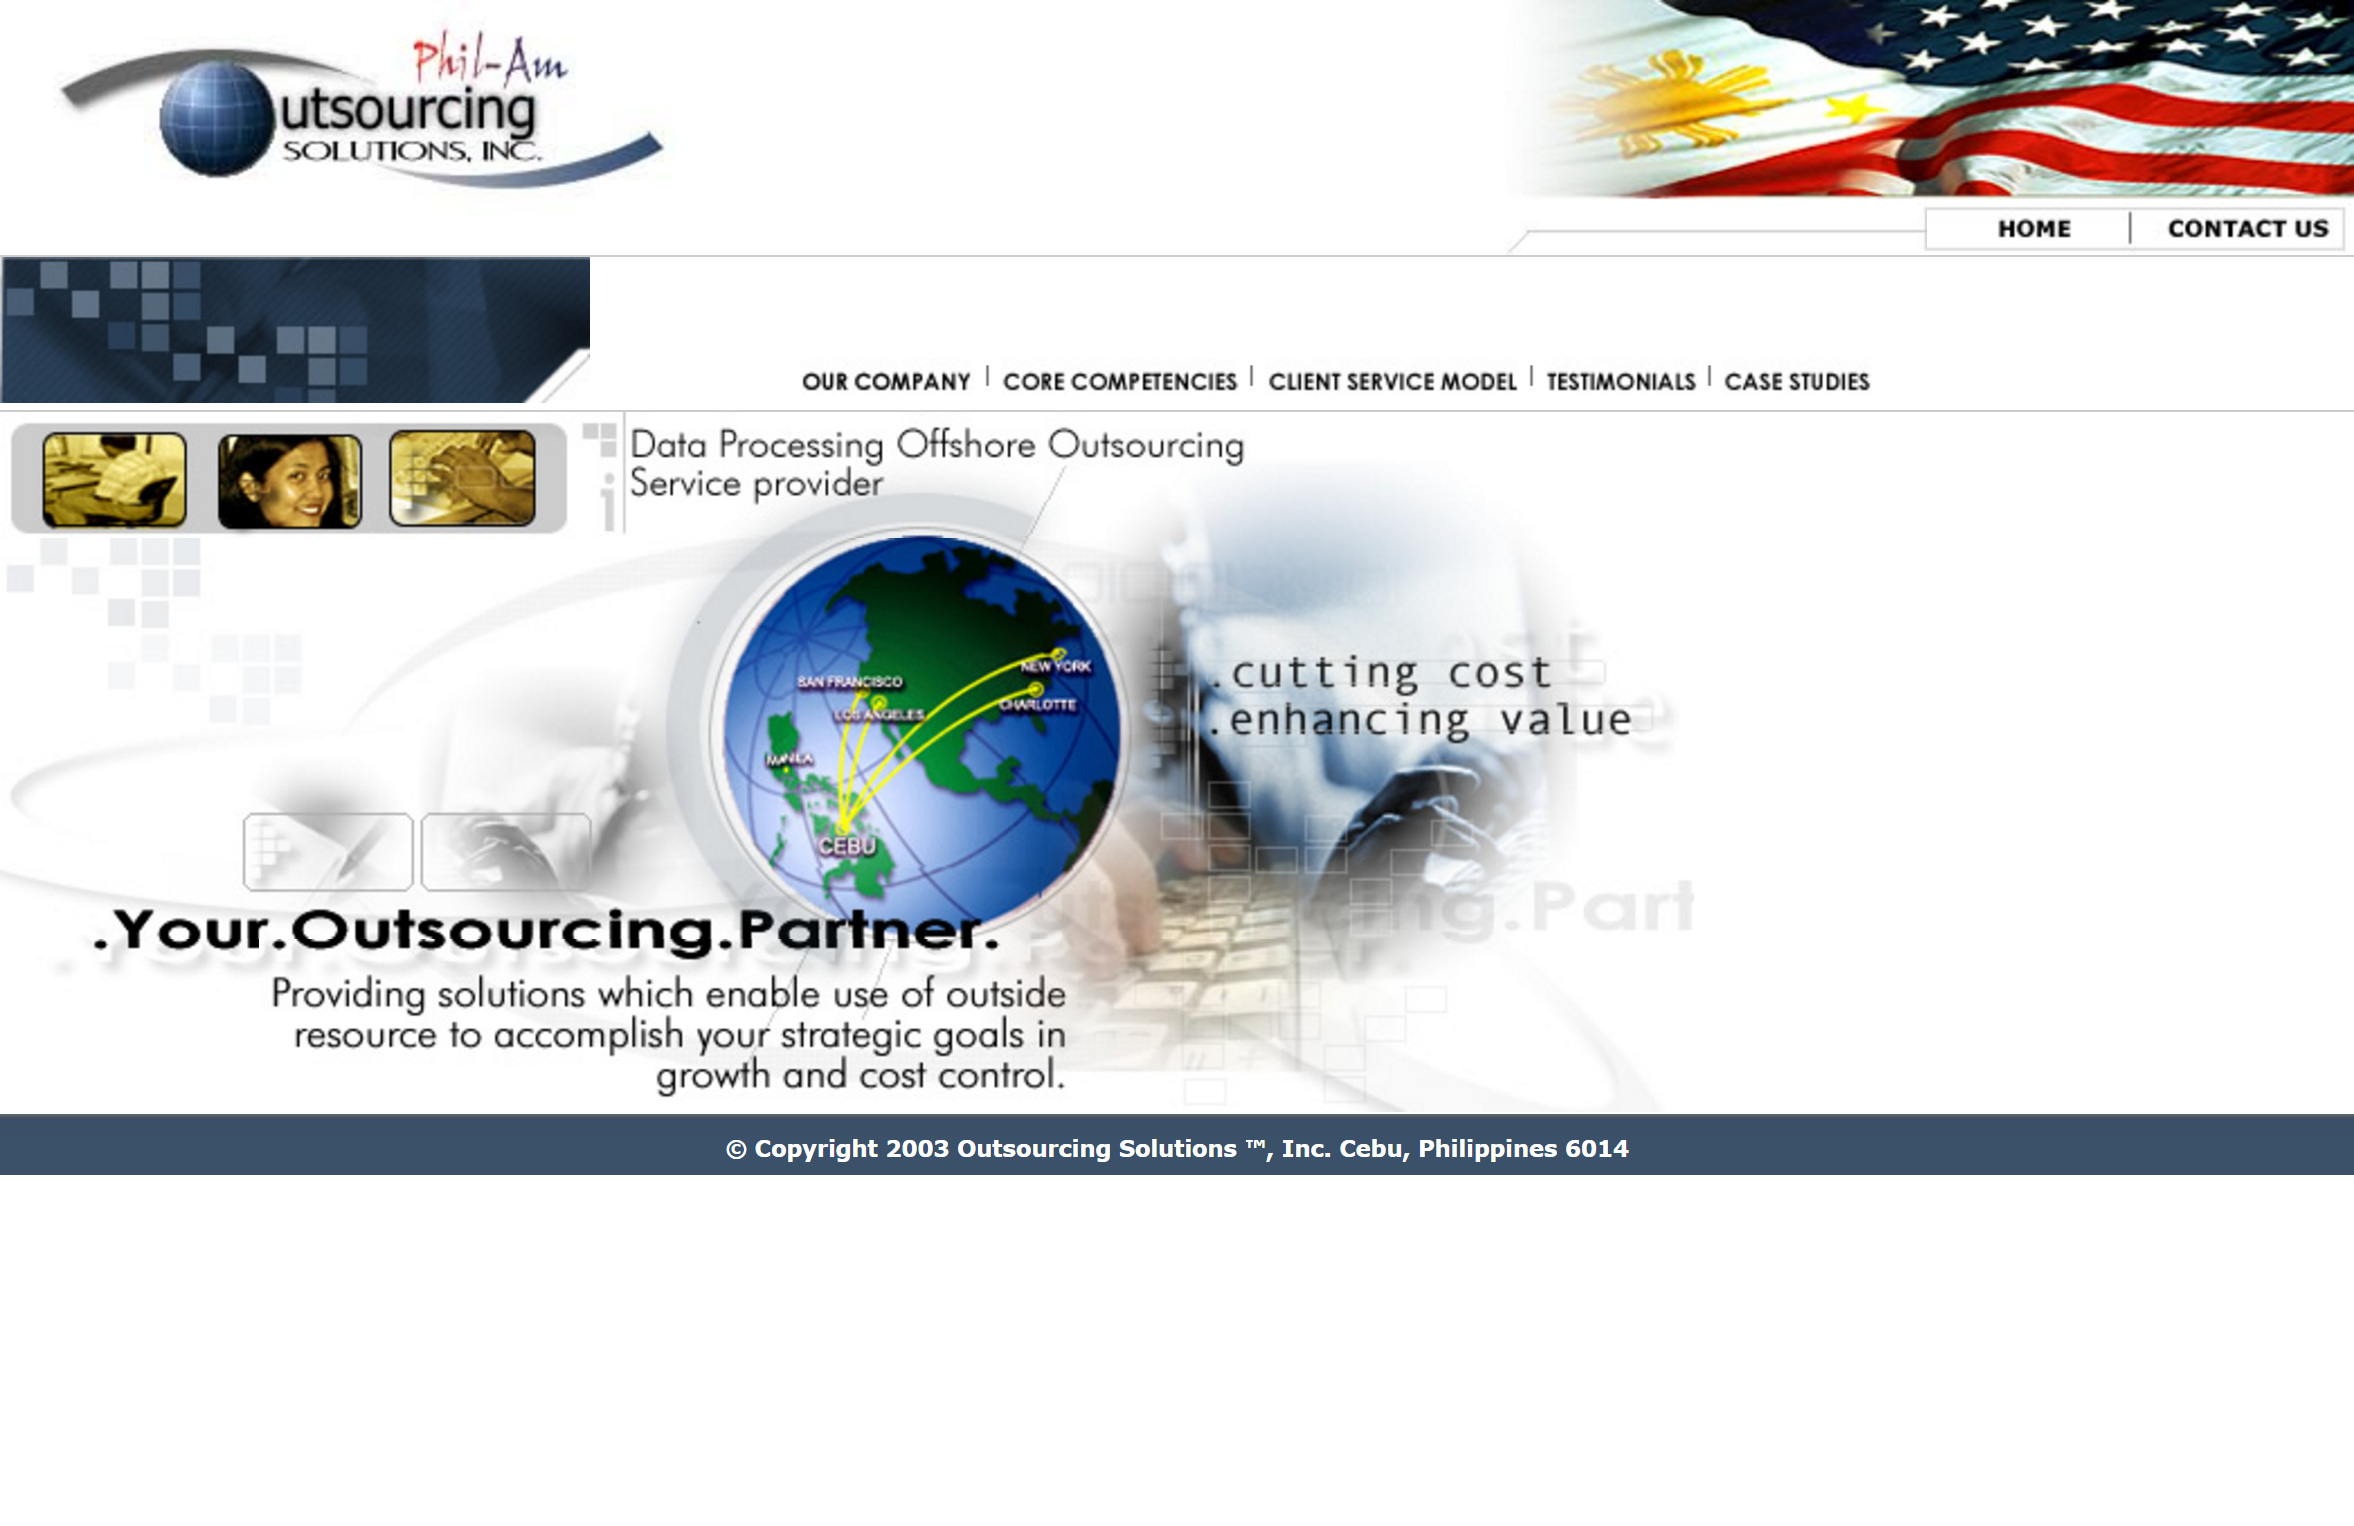 Phil-Am
utsourcing
SOLUTIONS, INC.
HOME
CONTACT US
OUR COMPANY
CORE COMPETENCIES
CLIENT SERVICE MODEL
TESTIMONIALS
CASE STUDIES
Data Processing Offshore Outsourcing
Service provider
NEW YORK
SAN FRANCISCO
CHARLOTTE
LOS ANGELES
MANILA
CEBU
.cutting cost
.enhancing value
.Your.Outsourcing.Partner.
Providing solutions which enable use of outside
resource to accomplish your strategic goals in
growth and cost control.
© Copyright 2003 Outsourcing Solutions ™, Inc. Cebu, Philippines 6014